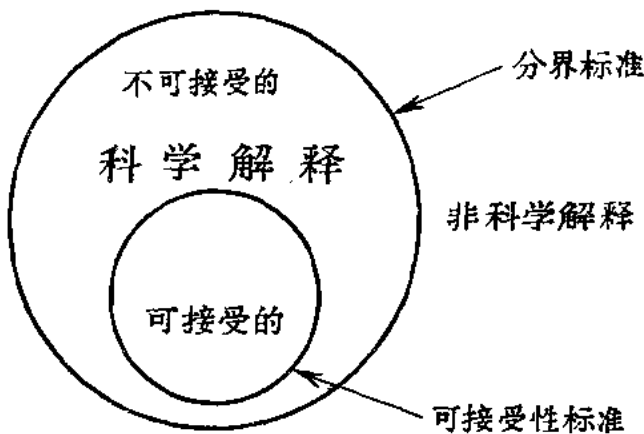 不可接受的
分界标准
科学解释
非科学解释
可接受的
可接受性标准